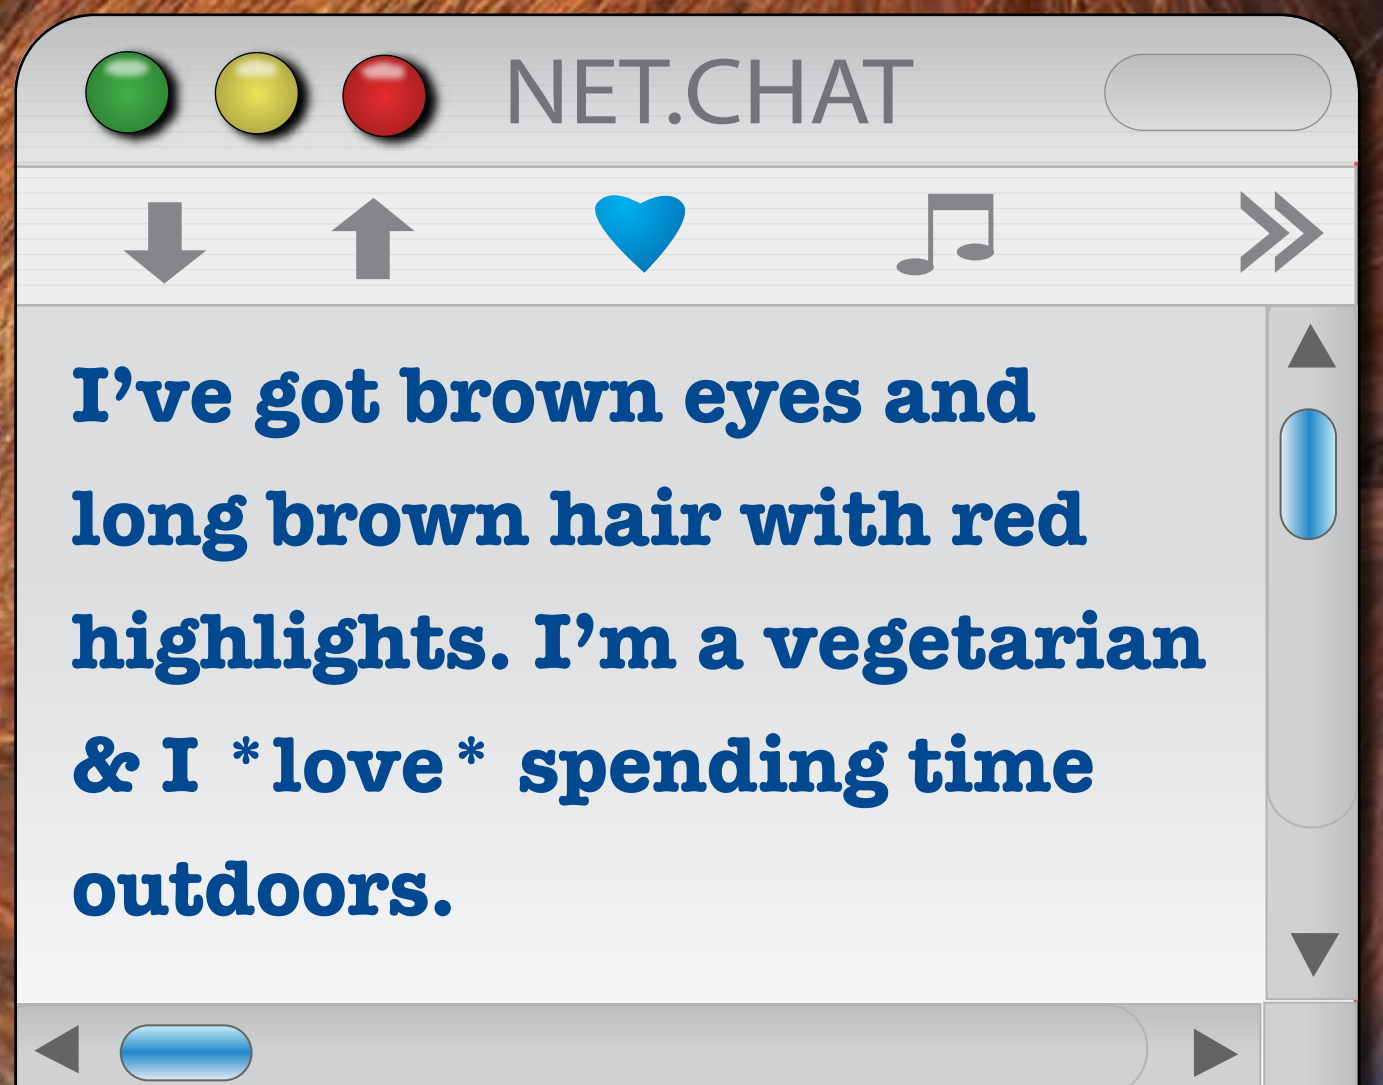 NET.CHAT
I’ve got brown eyes and
long brown hair with red
highlights. I’m a vegetarian
& I *love* spending time
outdoors.